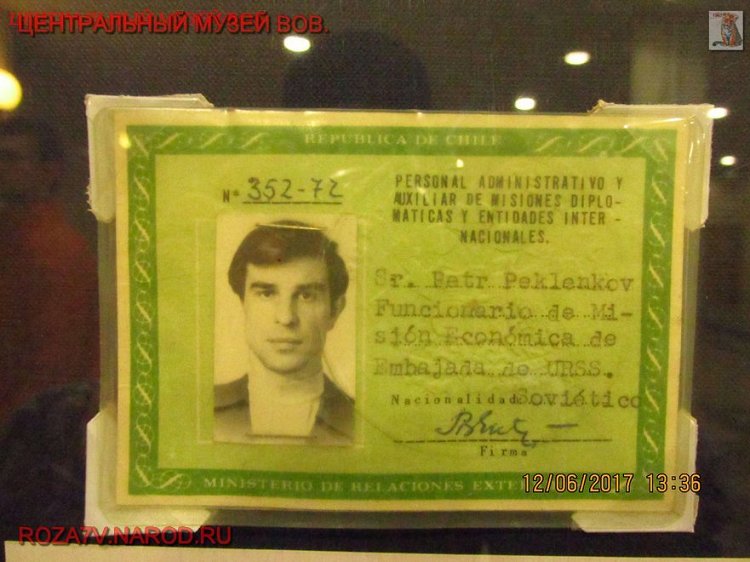 ЦЕНТРАЛЬНЫЙ МУЗЕЙ ВОВ.
REPUBLICA DE CHILE
Nº 352-72
PERSONAL ADMINISTRATIVO Y
AUXILIAR DE MISIONES DIPLO-
MATICAS Y ENTIDADES INTER-
NACIONALES.
Sr. Petr Peklenkov
Funcionario de Mi-
sión Económica de
Embajada de URSS.
Nacionalidad Soviético
Firma
MINISTERIO DE RELACIONES EXTE
12/06/2017 13:36
ROZA7V.NAROD.RU